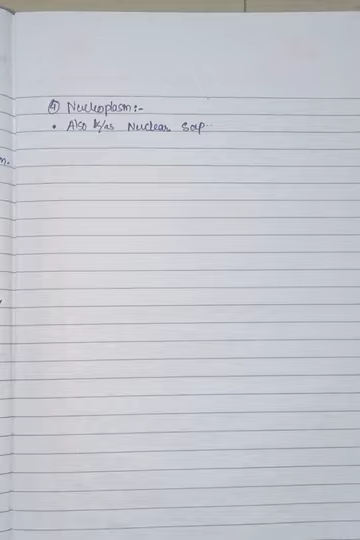 ④ Nucleoplasm:-
• Also k/as Nuclear Sap..
m.